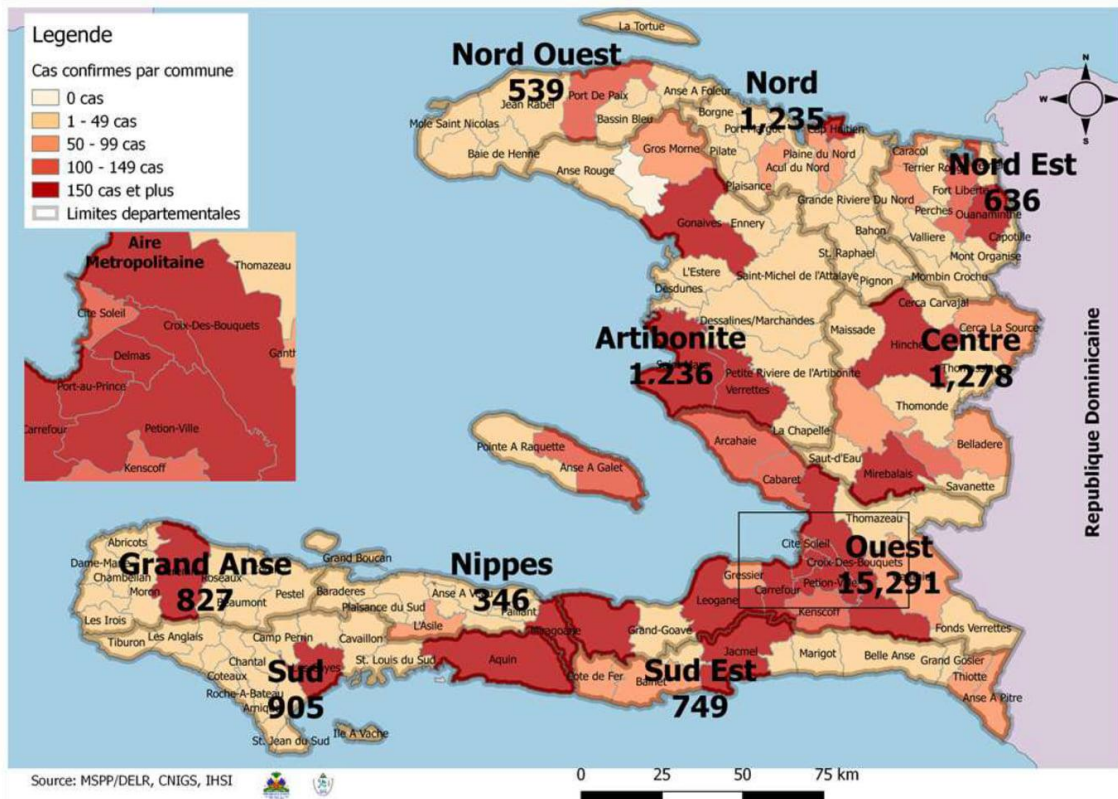 Legende
Cas confirmes par commune
0 cas
1 - 49 cas
50 - 99 cas
100 - 149 cas
150 cas et plus
Limites departementales
Aire
Metropolitaine
Thomazeau
Cite Soleil
Croix-Des-Bouquets
Delmas
Port-au-Prince
Petion-Ville
Kenscoff
La Tortue
Nord Ouest
539
Port De Paix
Jean Rabel
Anse A Foleur
Mole Saint Nicolas
Bassin Bleu
Baie de Henne
Nord
1,235
Borgne
Port Margot
Cap Haitien
Pilate
Plaine du Nord
Acul du Nord
Plaisance
Grande Riviere Du Nord
Bahon
St. Raphael
Pignon
N
W
E
S
Caracol
Nord Est
636
Fort Liberte
Perches
Ouanaminthe
Capotille
Valliere
Mont Organise
Mombin Crochu
Gros Morne
Anse Rouge
Gonaives
Ennery
L'Estere
Desdunes
Saint-Michel de l'Attalaye
Dessalines/Marchandes
Artibonite
1,236
Petite Riviere de l'Artibonite
Verrettes
La Chapelle
Cerca Carvajal
Maissade
Cerca La Source
Hinche
Centre
1,278
Thomonde
Belladere
Saut-d'Eau
Mirebalais
Savanette
Republique Dominicaine
Arcahaie
Cabaret
Pointe A Raquette
Anse A Galet
Thomazeau
Cite Soleil
Ouest
15,291
Croix-Des-Bouquets
Petion-Ville
Gressier
Carrefour
Leogane
Kenscoff
Grand-Goave
Fonds Verrettes
Abricots
Dame-Marie
Chambellan
Grand Anse
827
Roseaux
Moron
Beaumont
Pestel
Les Irois
Grand Boucan
Baraderes
Nippes
346
Plaisance du Sud
L'Asile
Paillant
Tiburon
Les Anglais
Camp Perrin
Cavaillon
St. Louis du Sud
Aquin
Chantal
Sud
905
Coteaux
Roche-A-Bateau
St. Jean du Sud
Ile A Vache
Jacmel
Cote de Fer
Bainet
Sud Est
749
Marigot
Belle Anse
Grand Gosier
Thiotte
Anse A Pitre
Source: MSPP/DELR, CNIGS, IHSI
0 25 50 75 km